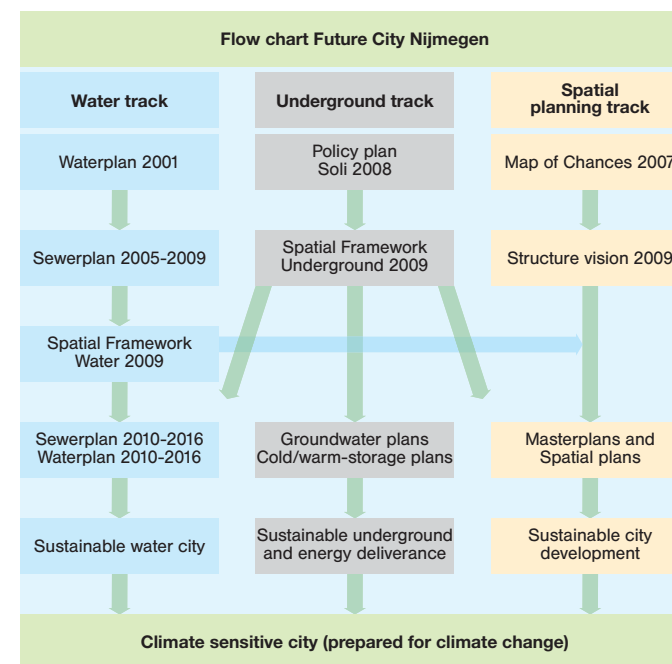 Flow chart Future City Nijmegen
Water track
Underground track
Spatial
planning track
Waterplan 2001
Policy plan
Soli 2008
Map of Chances 2007
Sewerplan 2005-2009
Spatial Framework
Underground 2009
Structure vision 2009
Spatial Framework
Water 2009
Sewerplan 2010-2016
Waterplan 2010-2016
Groundwater plans
Cold/warm-storage plans
Masterplans and
Spatial plans
Sustainable water city
Sustainable underground
and energy deliverance
Sustainable city
development
Climate sensitive city (prepared for climate change)